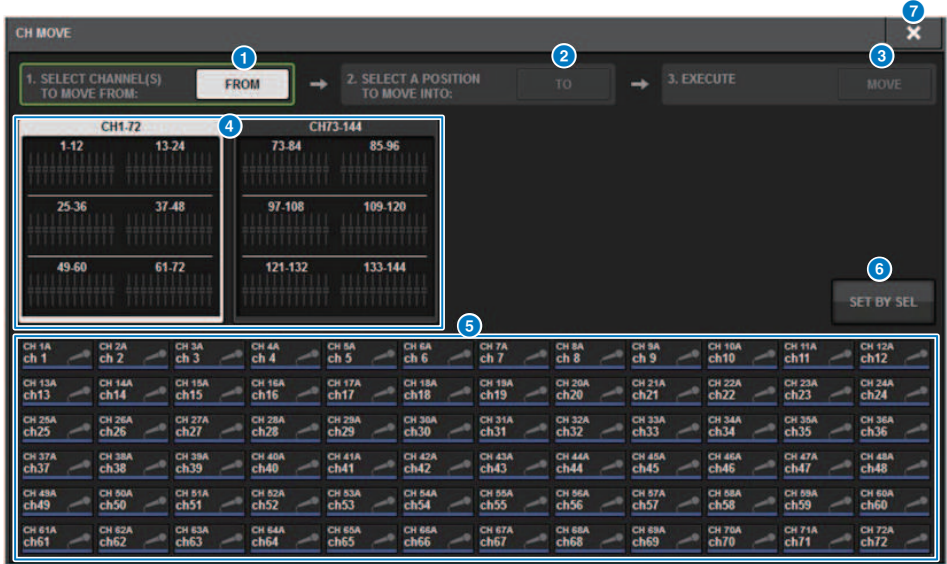 7
CH MOVE
1 2 3
1. SELECT CHANNEL(S) TO MOVE FROM: FROM 2. SELECT A POSITION TO MOVE INTO: TO 3. EXECUTE MOVE
CH1-72 4 CH73-144
1-12 13-24 73-84 85-96
25-36 37-48 97-108 109-120
49-60 61-72 121-132 133-144
6
SET BY SEL
5
CH 1A CH 2A CH 3A CH 4A CH 5A CH 6A CH 7A CH 8A CH 9A CH 10A CH 11A CH 12A
ch 1 ch 2 ch 3 ch 4 ch 5 ch 6 ch 7 ch 8 ch 9 ch10 ch11 ch12
CH 13A CH 14A CH 15A CH 16A CH 17A CH 18A CH 19A CH 20A CH 21A CH 22A CH 23A CH 24A
ch13 ch14 ch15 ch16 ch17 ch18 ch19 ch20 ch21 ch22 ch23 ch24
CH 25A CH 26A CH 27A CH 28A CH 29A CH 30A CH 31A CH 32A CH 33A CH 34A CH 35A CH 36A
ch25 ch26 ch27 ch28 ch29 ch30 ch31 ch32 ch33 ch34 ch35 ch36
CH 37A CH 38A CH 39A CH 40A CH 41A CH 42A CH 43A CH 44A CH 45A CH 46A CH 47A CH 48A
ch37 ch38 ch39 ch40 ch41 ch42 ch43 ch44 ch45 ch46 ch47 ch48
CH 49A CH 50A CH 51A CH 52A CH 53A CH 54A CH 55A CH 56A CH 57A CH 58A CH 59A CH 60A
ch49 ch50 ch51 ch52 ch53 ch54 ch55 ch56 ch57 ch58 ch59 ch60
CH 61A CH 62A CH 63A CH 64A CH 65A CH 66A CH 67A CH 68A CH 69A CH 70A CH 71A CH 72A
ch61 ch62 ch63 ch64 ch65 ch66 ch67 ch68 ch69 ch70 ch71 ch72